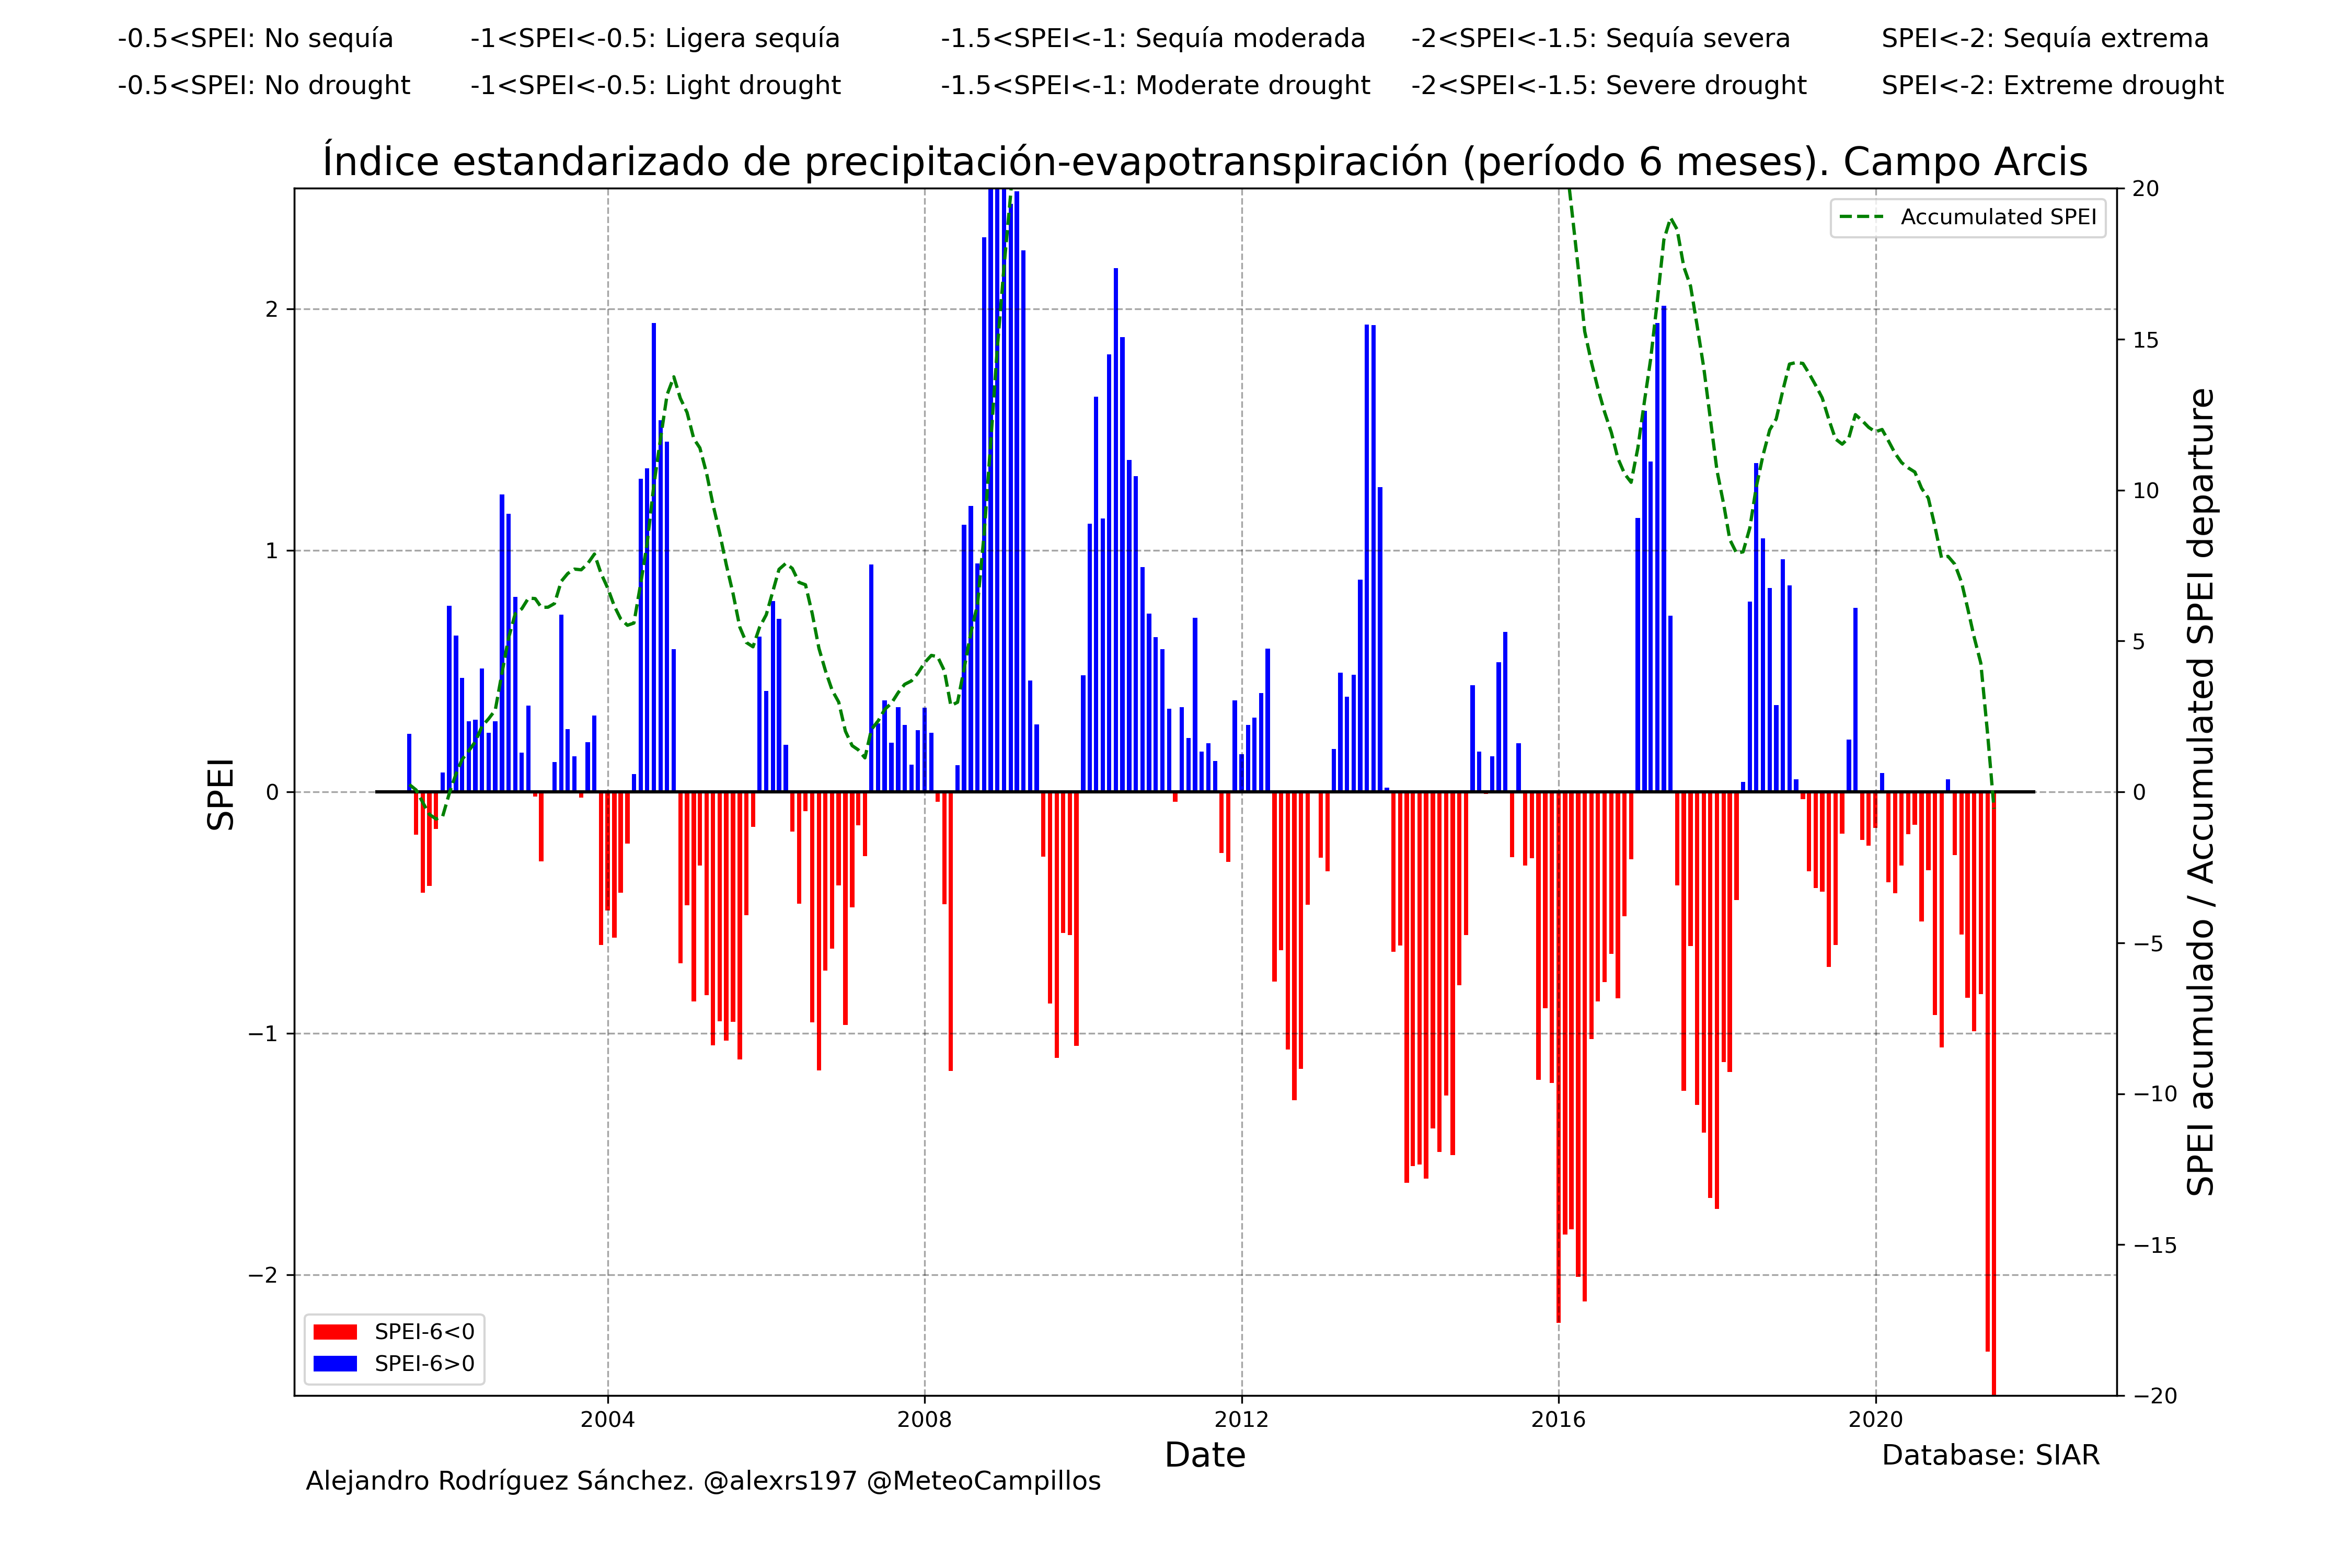 -0.5<SPEI: No sequía -1<SPEI<-0.5: Ligera sequía -1.5<SPEI<-1: Sequía moderada -2<SPEI<-1.5: Sequía severa SPEI<-2: Sequía extrema
-0.5<SPEI: No drought -1<SPEI<-0.5: Light drought -1.5<SPEI<-1: Moderate drought -2<SPEI<-1.5: Severe drought SPEI<-2: Extreme drought
Índice estandarizado de precipitación-evapotranspiración (período 6 meses). Campo Arcis
Accumulated SPEI
SPEI
2
1
0
−1
−2
20
15
10
5
0
−5
−10
−15
−20
SPEI acumulado / Accumulated SPEI departure
SPEI-6<0
SPEI-6>0
2004 2008 2012 2016 2020
Date
Database: SIAR
Alejandro Rodríguez Sánchez. @alexrs197 @MeteoCampillos